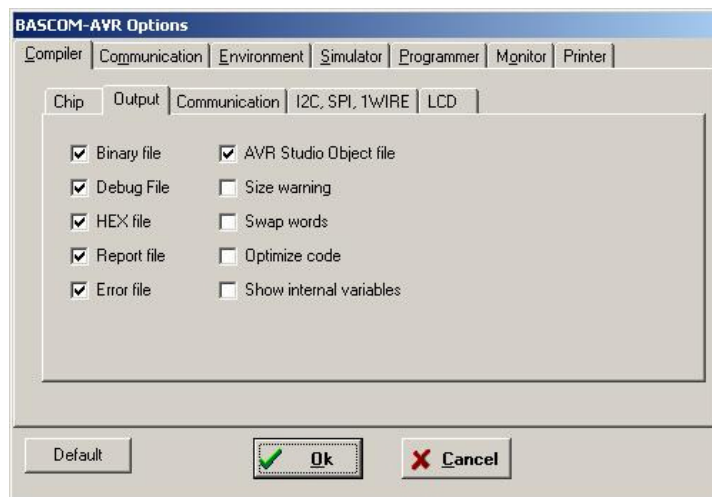 BASCOM-AVR Options
Compiler Communication Environment Simulator Programmer Monitor Printer
Chip Output Communication I2C, SPI, 1WIRE LCD
Binary file AVR Studio Object file
Debug File Size warning
HEX file Swap words
Report file Optimize code
Error file Show internal variables
Default Ok Cancel